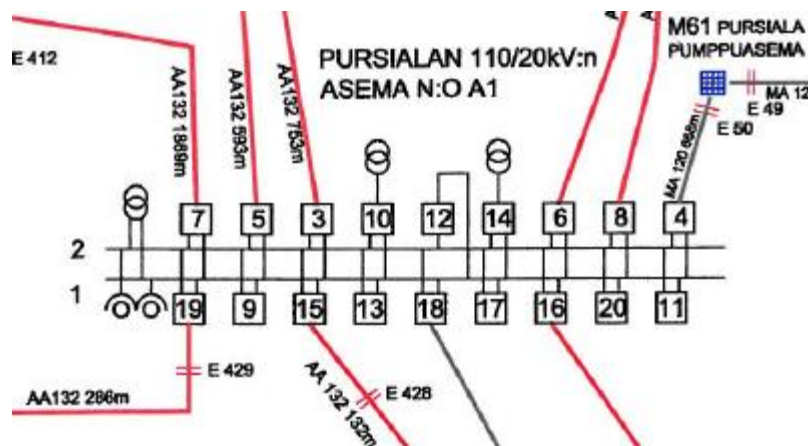 M61 PURSIALA
PUMPPUASEMA
PURSIALAN 110/20kV:n
ASEMA N:O A1
E 412
AA132 1869m
AA132 593m
AA132 753m
MA 12
E 49
E 50
MA 120 668m
7 5 3 10 12 14 6 8 4
2
1
19 9 15 13 18 17 16 20 11
E 429
AA132 286m
AA 132 132m
E 428